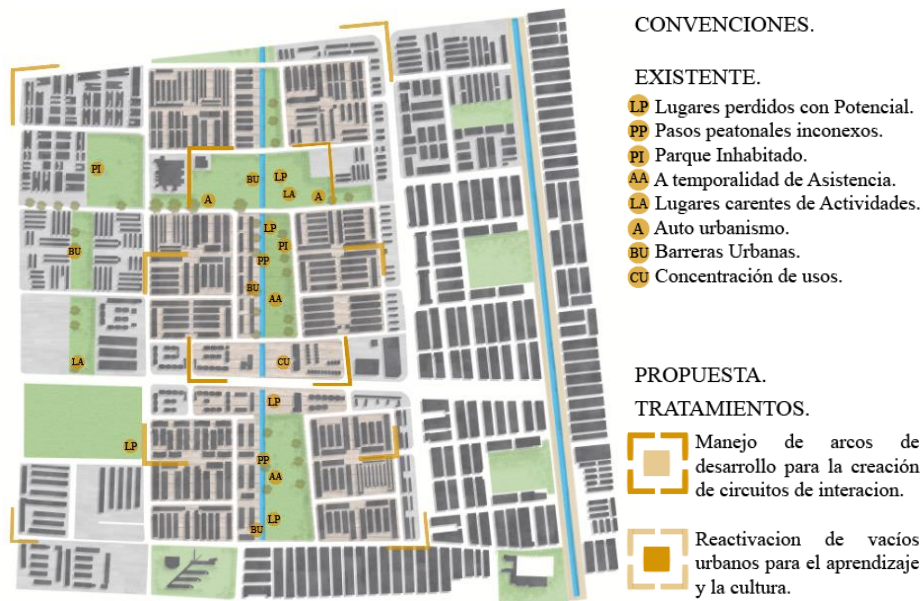 CONVENCIONES.
EXISTENTE.
LP Lugares perdidos con Potencial.
PP Pasos peatonales inconexos.
PI Parque Inhabitado.
AA A temporalidad de Asistencia.
LA Lugares carentes de Actividades.
A Auto urbanismo.
BU Barreras Urbanas.
CU Concentración de usos.
PROPUESTA.
TRATAMIENTOS.
Manejo de arcos de
desarrollo para la creación
de circuitos de interacion.
Reactivacion de vacíos
urbanos para el aprendizaje
y la cultura.
PI
BU
LP
A
LA
A
LP
BU
PP
PI
BU
AA
LA
CU
LP
LP
PP
AA
LP
BU